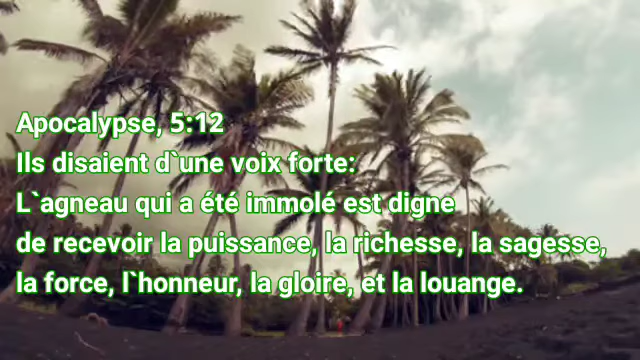 Apocalypse, 5:12
Ils disaient d`une voix forte:
L`agneau qui a été immolé est digne
de recevoir la puissance, la richesse, la sagesse,
la force, l`honneur, la gloire, et la louange.